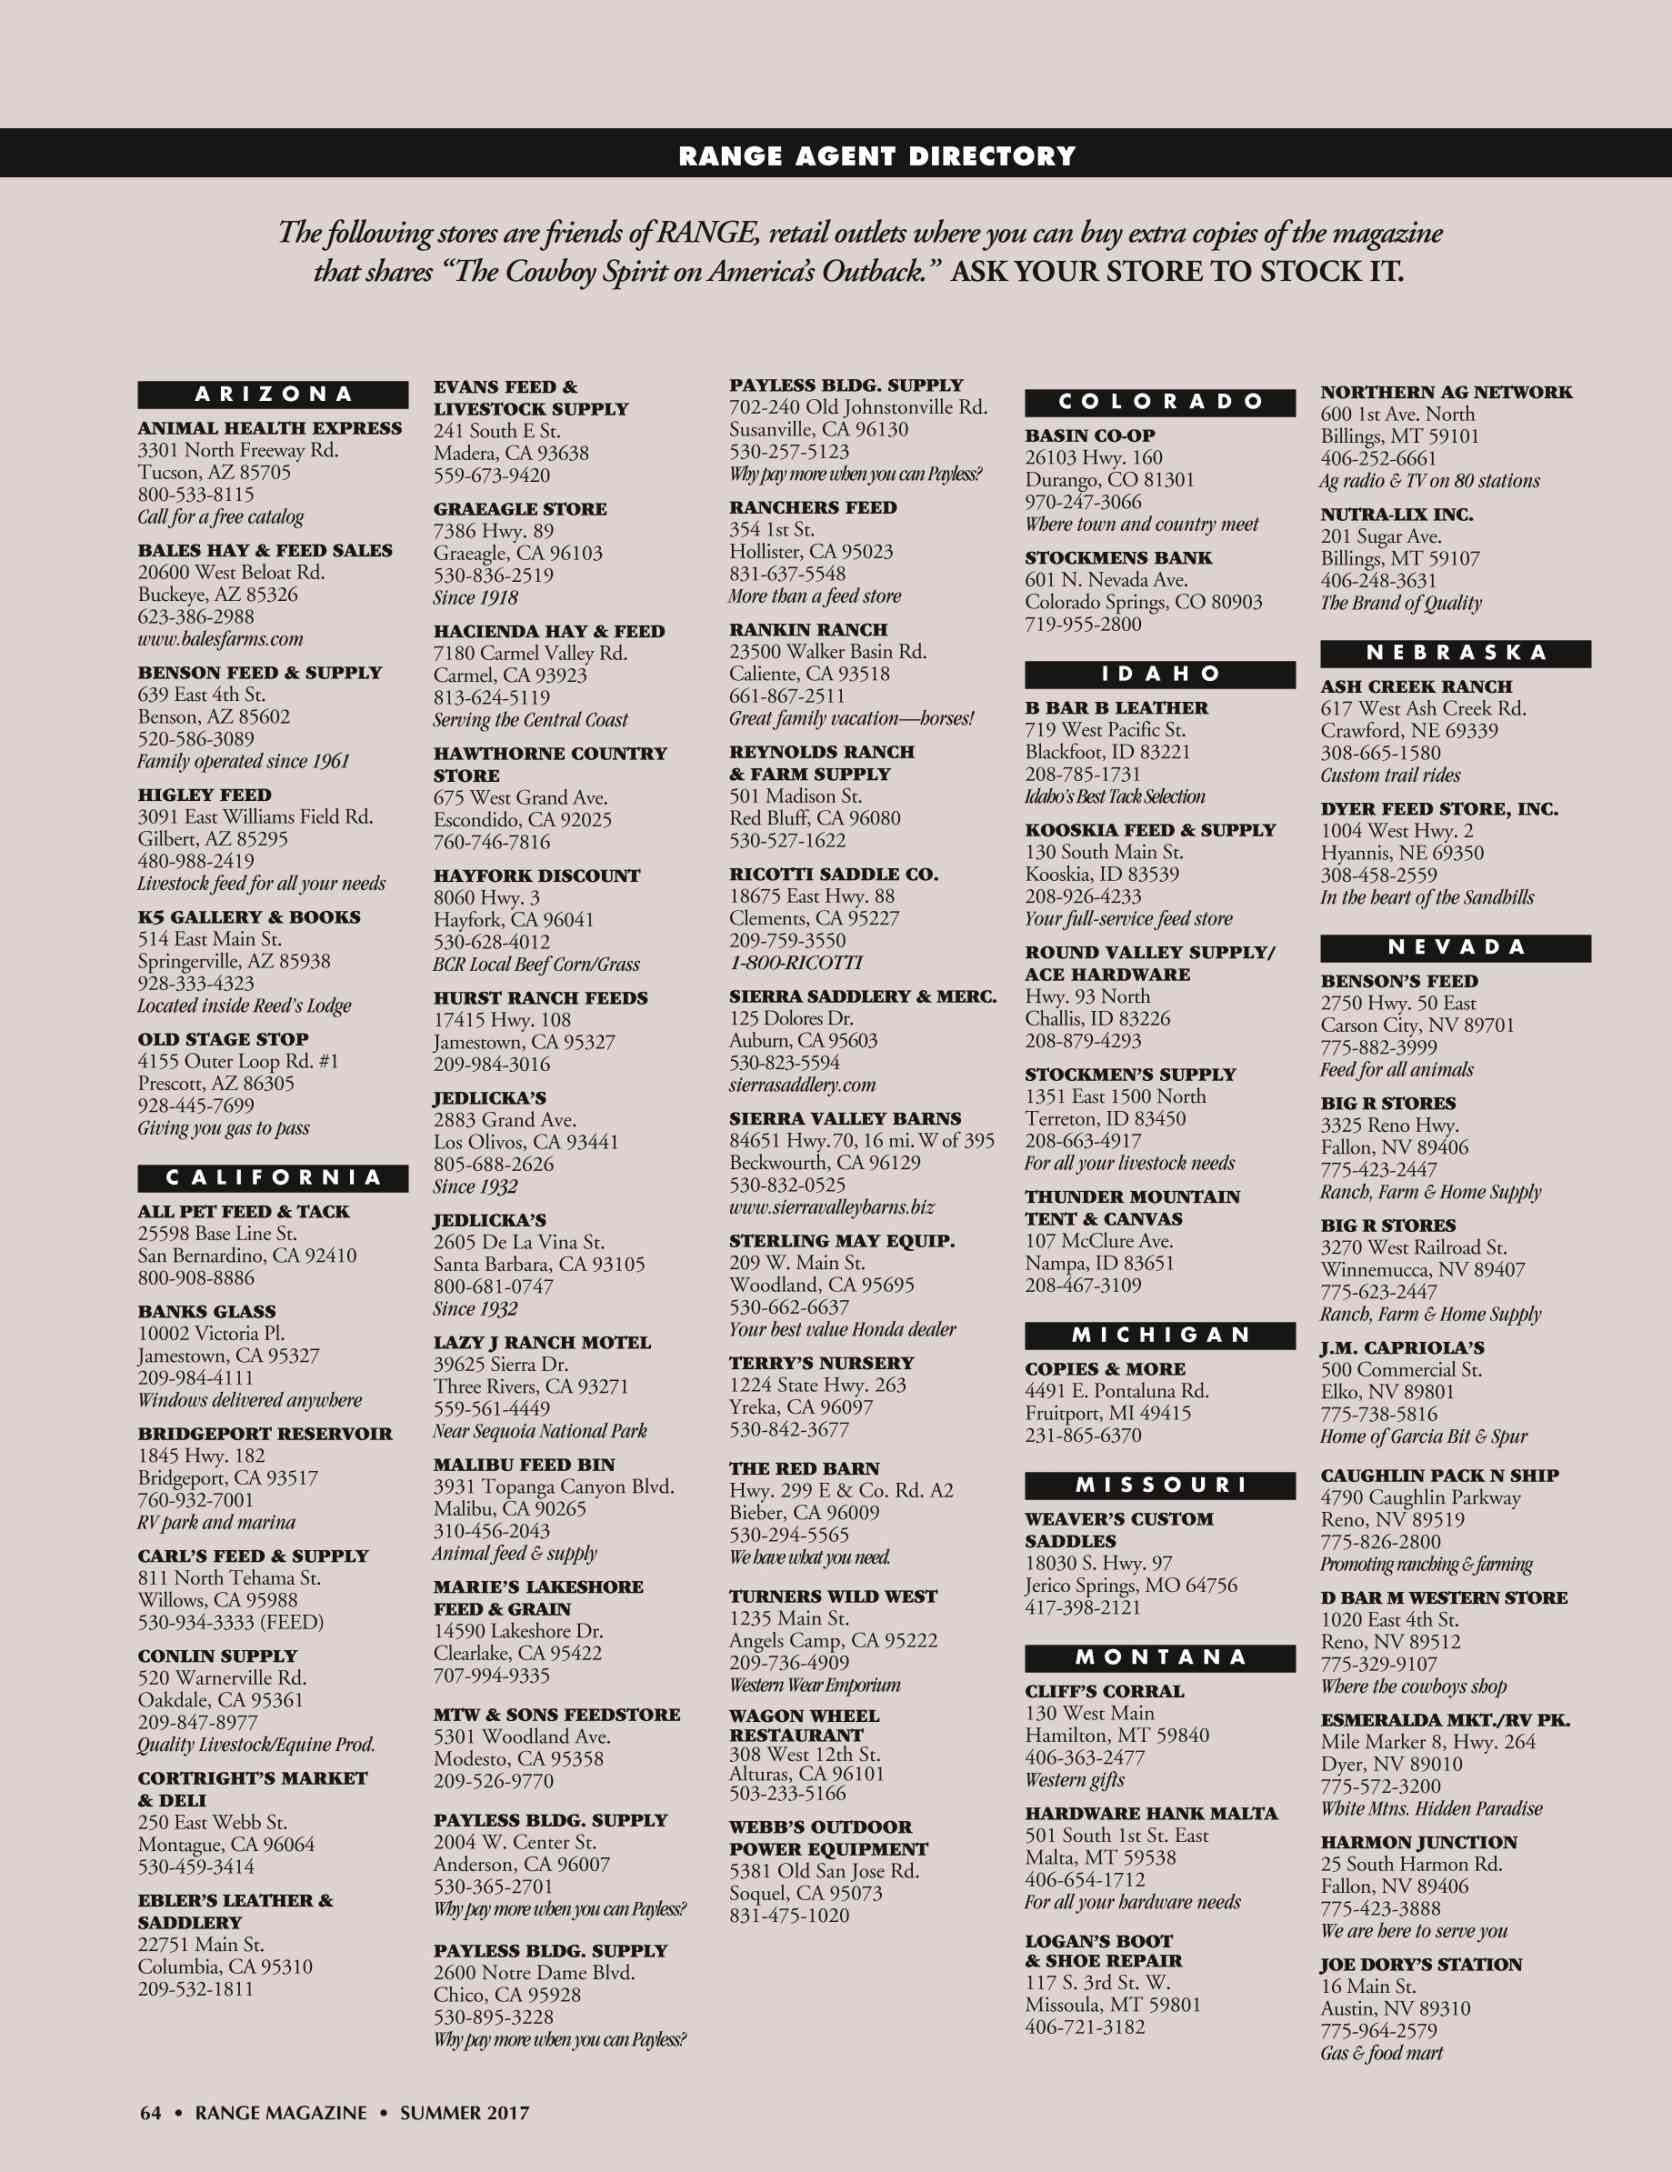 RANGE AGENT DIRECTORY
The following stores are friends of RANGE, retail outlets where you can buy extra copies of the magazine
that shares “The Cowboy Spirit on America’s Outback.” ASK YOUR STORE TO STOCK IT.
ARIZONA
ANIMAL HEALTH EXPRESS
3301 North Freeway Rd.
Tucson, AZ 85705
800-533-8115
Call for a free catalog
BALES HAY & FEED SALES
20600 West Beloat Rd.
Buckeye, AZ 85326
623-386-2988
www.balesfarms.com
BENSON FEED & SUPPLY
639 East 4th St.
Benson, AZ 85602
520-586-3089
Family operated since 1961
HIGLEY FEED
3091 East Williams Field Rd.
Gilbert, AZ 85295
480-988-2419
Livestock feed for all your needs
K5 GALLERY & BOOKS
514 East Main St.
Springerville, AZ 85938
928-333-4323
Located inside Reed’s Lodge
OLD STAGE STOP
4155 Outer Loop Rd. #1
Prescott, AZ 86305
928-445-7699
Giving you gas to pass
CALIFORNIA
ALL PET FEED & TACK
25598 Base Line St.
San Bernardino, CA 92410
800-908-8886
BANKS GLASS
10002 Victoria Pl.
Jamestown, CA 95327
209-984-4111
Windows delivered anywhere
BRIDGEPORT RESERVOIR
1845 Hwy. 182
Bridgeport, CA 93517
760-932-7001
RV park and marina
CARL’S FEED & SUPPLY
811 North Tehama St.
Willows, CA 95988
530-934-3333 (FEED)
CONLIN SUPPLY
520 Warnerville Rd.
Oakdale, CA 95361
209-847-8977
Quality Livestock/Equine Prod.
CORTRIGHT’S MARKET
& DELI
250 East Webb St.
Montague, CA 96064
530-459-3414
EBLER’S LEATHER &
SADDLERY
22751 Main St.
Columbia, CA 95310
209-532-1811
EVANS FEED &
LIVESTOCK SUPPLY
241 South E St.
Madera, CA 93638
559-673-9420
GRAEAGLE STORE
7386 Hwy. 89
Graeagle, CA 96103
530-836-2519
Since 1918
HACIENDA HAY & FEED
7180 Carmel Valley Rd.
Carmel, CA 93923
813-624-5119
Serving the Central Coast
HAWTHORNE COUNTRY
STORE
675 West Grand Ave.
Escondido, CA 92025
760-746-7816
HAYFORK DISCOUNT
8060 Hwy. 3
Hayfork, CA 96041
530-628-4012
BCR Local Beef Corn/Grass
HURST RANCH FEEDS
17415 Hwy. 108
Jamestown, CA 95327
209-984-3016
JEDLICKA’S
2883 Grand Ave.
Los Olivos, CA 93441
805-688-2626
Since 1932
JEDLICKA’S
2605 De La Vina St.
Santa Barbara, CA 93105
800-681-0747
Since 1932
LAZY J RANCH MOTEL
39625 Sierra Dr.
Three Rivers, CA 93271
559-561-4449
Near Sequoia National Park
MALIBU FEED BIN
3931 Topanga Canyon Blvd.
Malibu, CA 90265
310-456-2043
Animal feed & supply
MARIE’S LAKESHORE
FEED & GRAIN
14590 Lakeshore Dr.
Clearlake, CA 95422
707-994-9335
MTW & SONS FEEDSTORE
5301 Woodland Ave.
Modesto, CA 95358
209-526-9770
PAYLESS BLDG. SUPPLY
2004 W. Center St.
Anderson, CA 96007
530-365-2701
Why pay more when you can Payless?
PAYLESS BLDG. SUPPLY
2600 Notre Dame Blvd.
Chico, CA 95928
530-895-3228
Why pay more when you can Payless?
PAYLESS BLDG. SUPPLY
702-240 Old Johnstonville Rd.
Susanville, CA 96130
530-257-5123
Why pay more when you can Payless?
RANCHERS FEED
354 1st St.
Hollister, CA 95023
831-637-5548
More than a feed store
RANKIN RANCH
23500 Walker Basin Rd.
Caliente, CA 93518
661-867-2511
Great family vacation—horses!
REYNOLDS RANCH
& FARM SUPPLY
501 Madison St.
Red Bluff, CA 96080
530-527-1622
RICOTTI SADDLE CO.
18675 East Hwy. 88
Clements, CA 95227
209-759-3550
1-800-RICOTTI
SIERRA SADDLERY & MERC.
125 Dolores Dr.
Auburn, CA 95603
530-823-5594
sierrasaddlery.com
SIERRA VALLEY BARNS
84651 Hwy. 70, 16 mi. W of 395
Beckwourth, CA 96129
530-832-0525
www.sierravalleybarns.biz
STERLING MAY EQUIP.
209 W. Main St.
Woodland, CA 95695
530-662-6637
Your best value Honda dealer
TERRY’S NURSERY
1224 State Hwy. 263
Yreka, CA 96097
530-842-3677
THE RED BARN
Hwy. 299 E & Co. Rd. A2
Bieber, CA 96009
530-294-5565
We have what you need.
TURNERS WILD WEST
1235 Main St.
Angels Camp, CA 95222
209-736-4909
Western Wear Emporium
WAGON WHEEL
RESTAURANT
308 West 12th St.
Alturas, CA 96101
503-233-5166
WEBB’S OUTDOOR
POWER EQUIPMENT
5381 Old San Jose Rd.
Soquel, CA 95073
831-475-1020
COLORADO
BASIN CO-OP
26103 Hwy. 160
Durango, CO 81301
970-247-3066
Where town and country meet
STOCKMENS BANK
601 N. Nevada Ave.
Colorado Springs, CO 80903
719-955-2800
IDAHO
B BAR B LEATHER
719 West Pacific St.
Blackfoot, ID 83221
208-785-1731
Idaho’s Best Tack Selection
KOOSKIA FEED & SUPPLY
130 South Main St.
Kooskia, ID 83539
208-926-4233
Your full-service feed store
ROUND VALLEY SUPPLY/
ACE HARDWARE
Hwy. 93 North
Challis, ID 83226
208-879-4293
STOCKMEN’S SUPPLY
1351 East 1500 North
Terreton, ID 83450
208-663-4917
For all your livestock needs
THUNDER MOUNTAIN
TENT & CANVAS
107 McClure Ave.
Nampa, ID 83651
208-467-3109
MICHIGAN
COPIES & MORE
4491 E. Pontaluna Rd.
Fruitport, MI 49415
231-865-6370
MISSOURI
WEAVER’S CUSTOM
SADDLES
18030 S. Hwy. 97
Jerico Springs, MO 64756
417-398-2121
MONTANA
CLIFF’S CORRAL
130 West Main
Hamilton, MT 59840
406-363-2477
Western gifts
HARDWARE HANK MALTA
501 South 1st St. East
Malta, MT 59538
406-654-1712
For all your hardware needs
LOGAN’S BOOT
& SHOE REPAIR
117 S. 3rd St. W.
Missoula, MT 59801
406-721-3182
NORTHERN AG NETWORK
600 1st Ave. North
Billings, MT 59101
406-252-6661
Ag radio & TV on 80 stations
NUTRA-LIX INC.
201 Sugar Ave.
Billings, MT 59107
406-248-3631
The Brand of Quality
NEBRASKA
ASH CREEK RANCH
617 West Ash Creek Rd.
Crawford, NE 69339
308-665-1580
Custom trail rides
DYER FEED STORE, INC.
1004 West Hwy. 2
Hyannis, NE 69350
308-458-2559
In the heart of the Sandhills
NEVADA
BENSON’S FEED
2750 Hwy. 50 East
Carson City, NV 89701
775-882-3999
Feed for all animals
BIG R STORES
3325 Reno Hwy.
Fallon, NV 89406
775-423-2447
Ranch, Farm & Home Supply
BIG R STORES
3270 West Railroad St.
Winnemucca, NV 89407
775-623-2447
Ranch, Farm & Home Supply
J.M. CAPRIOLA’S
500 Commercial St.
Elko, NV 89801
775-738-5816
Home of Garcia Bit & Spur
CAUGHLIN PACK N SHIP
4790 Caughlin Parkway
Reno, NV 89519
775-826-2800
Promoting ranching & farming
D BAR M WESTERN STORE
1020 East 4th St.
Reno, NV 89512
775-329-9107
Where the cowboys shop
ESMERALDA MKT./RV PK.
Mile Marker 8, Hwy. 264
Dyer, NV 89010
775-572-3200
White Mtns. Hidden Paradise
HARMON JUNCTION
25 South Harmon Rd.
Fallon, NV 89406
775-423-3888
We are here to serve you
JOE DORY’S STATION
16 Main St.
Austin, NV 89310
775-964-2579
Gas & food mart
64 • RANGE MAGAZINE • SUMMER 2017